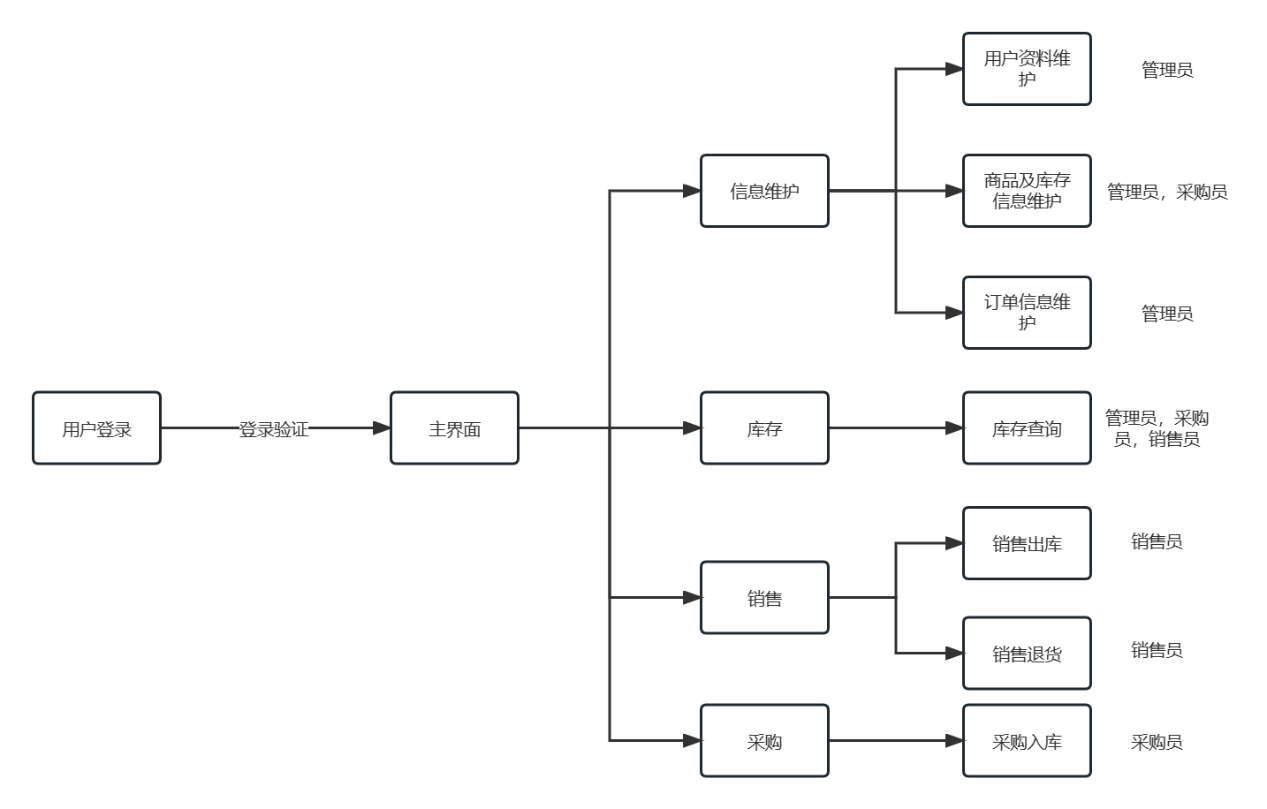 用户资料维
护
管理员
信息维护
商品及库存
信息维护
管理员，采购员
订单信息维
护
管理员
用户登录
登录验证
主界面
库存
库存查询
管理员，采购
员，销售员
销售
销售出库
销售员
销售退货
销售员
采购
采购入库
采购员